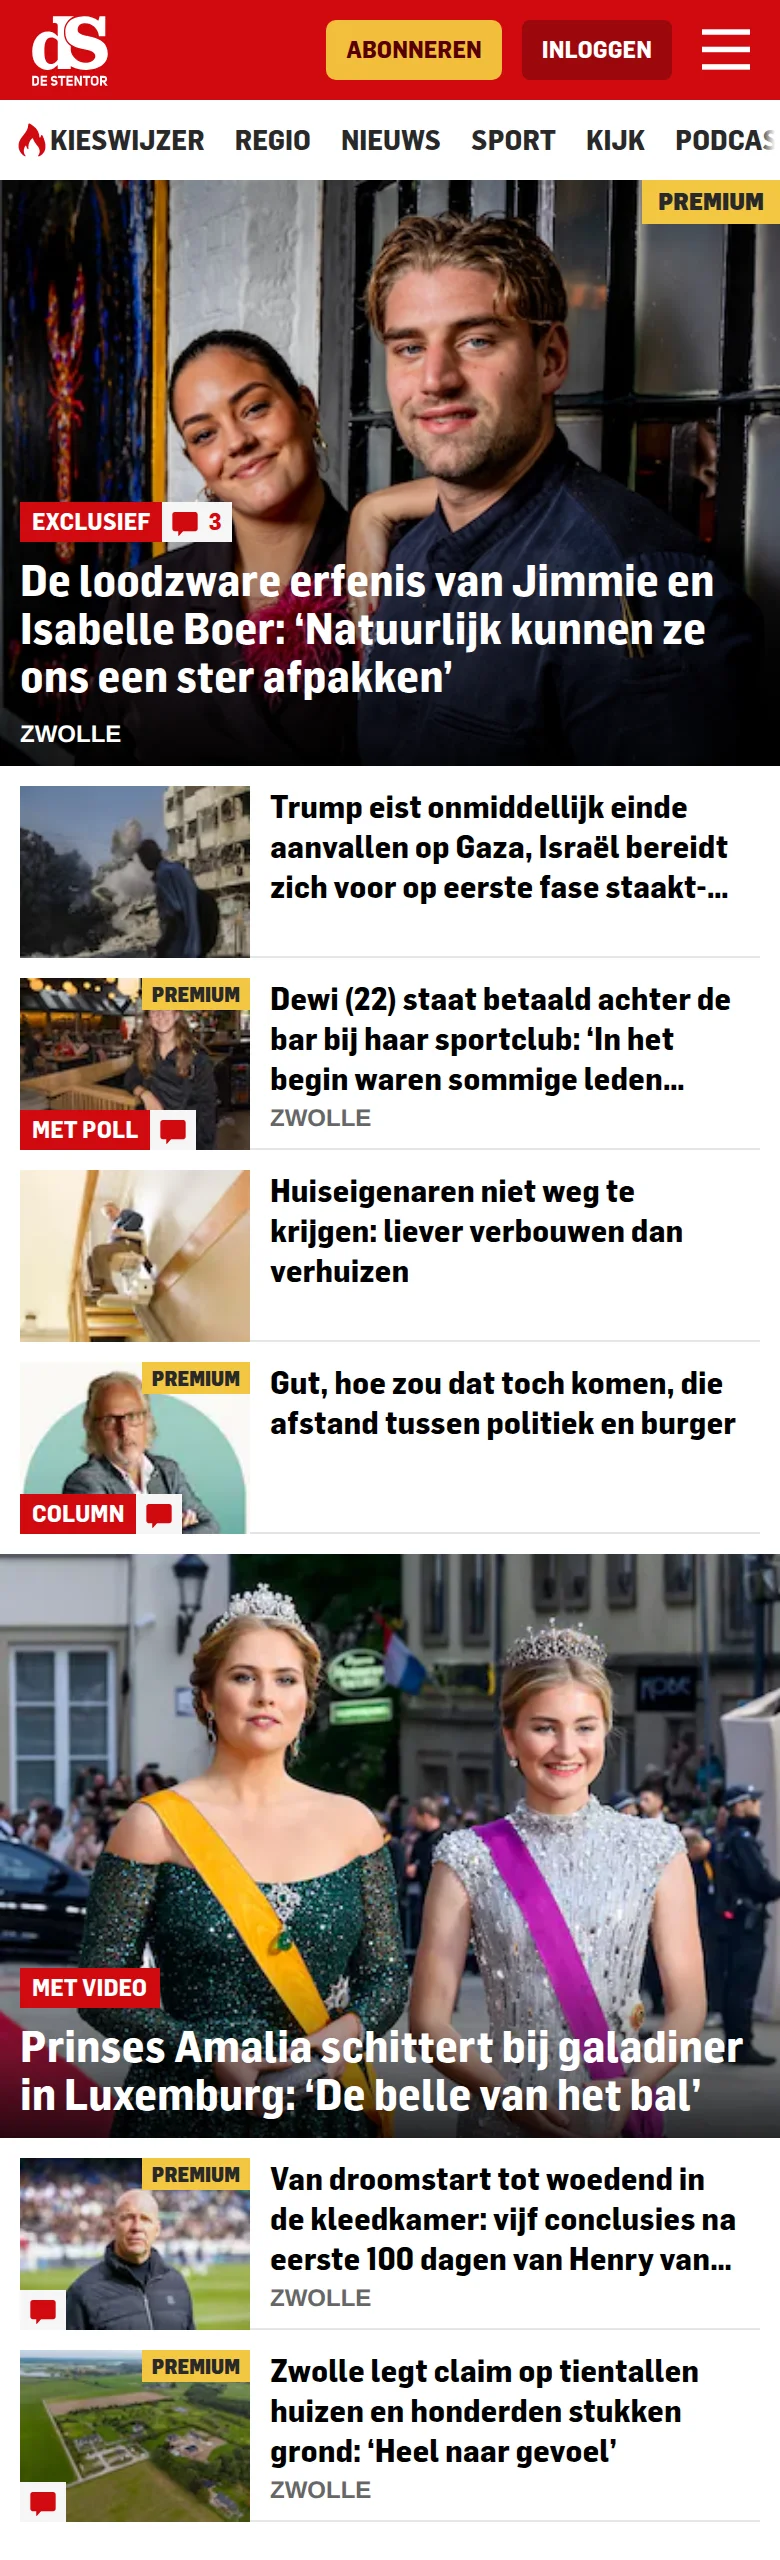 dS
DE STENTOR
ABONNEREN
INLOGGEN
KIESWIJZER REGIO NIEUWS SPORT KIJK PODCAS
PREMIUM
EXCLUSIEF 3
De loodzware erfenis van Jimmie en
Isabelle Boer: ‘Natuurlijk kunnen ze
ons een ster afpakken’
ZWOLLE
Trump eist onmiddellijk einde
aanvallen op Gaza, Israël bereidt
zich voor op eerste fase staakt-...
PREMIUM
MET POLL
Dewi (22) staat betaald achter de
bar bij haar sportclub: ‘In het
begin waren sommige leden...
ZWOLLE
Huiseigenaren niet weg te
krijgen: liever verbouwen dan
verhuizen
PREMIUM
COLUMN
Gut, hoe zou dat toch komen, die
afstand tussen politiek en burger
MET VIDEO
Prinses Amalia schittert bij galadiner
in Luxemburg: ‘De belle van het bal’
PREMIUM
Van droomstart tot woedend in
de kleedkamer: vijf conclusies na
eerste 100 dagen van Henry van...
ZWOLLE
PREMIUM
Zwolle legt claim op tientallen
huizen en honderden stukken
grond: ‘Heel naar gevoel’
ZWOLLE